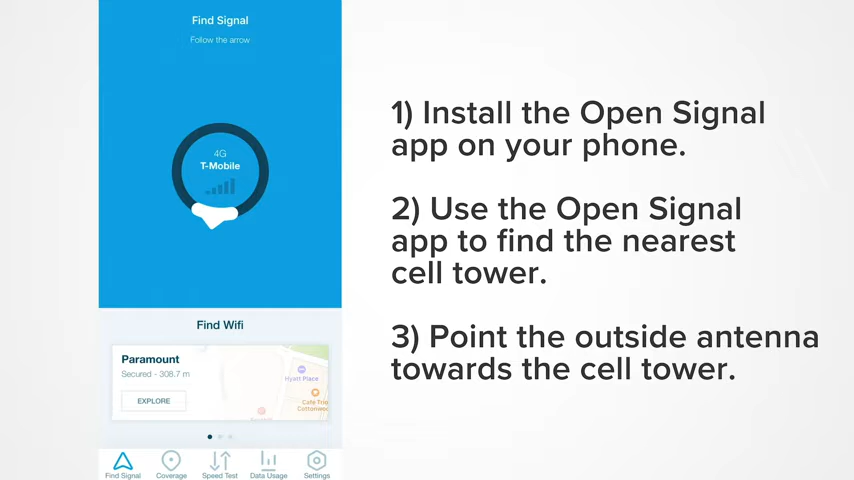 Find Signal
Follow the arrow
4G
T-Mobile
Find Wifi
Paramount
Secured - 308.7 m
EXPLORE
Hyatt Place
Cafe Trio
Cottonwood
Find Signal
Coverage
Speed Test
Data Usage
Settings
1) Install the Open Signal
app on your phone.
2) Use the Open Signal
app to find the nearest
cell tower.
3) Point the outside antenna
towards the cell tower.